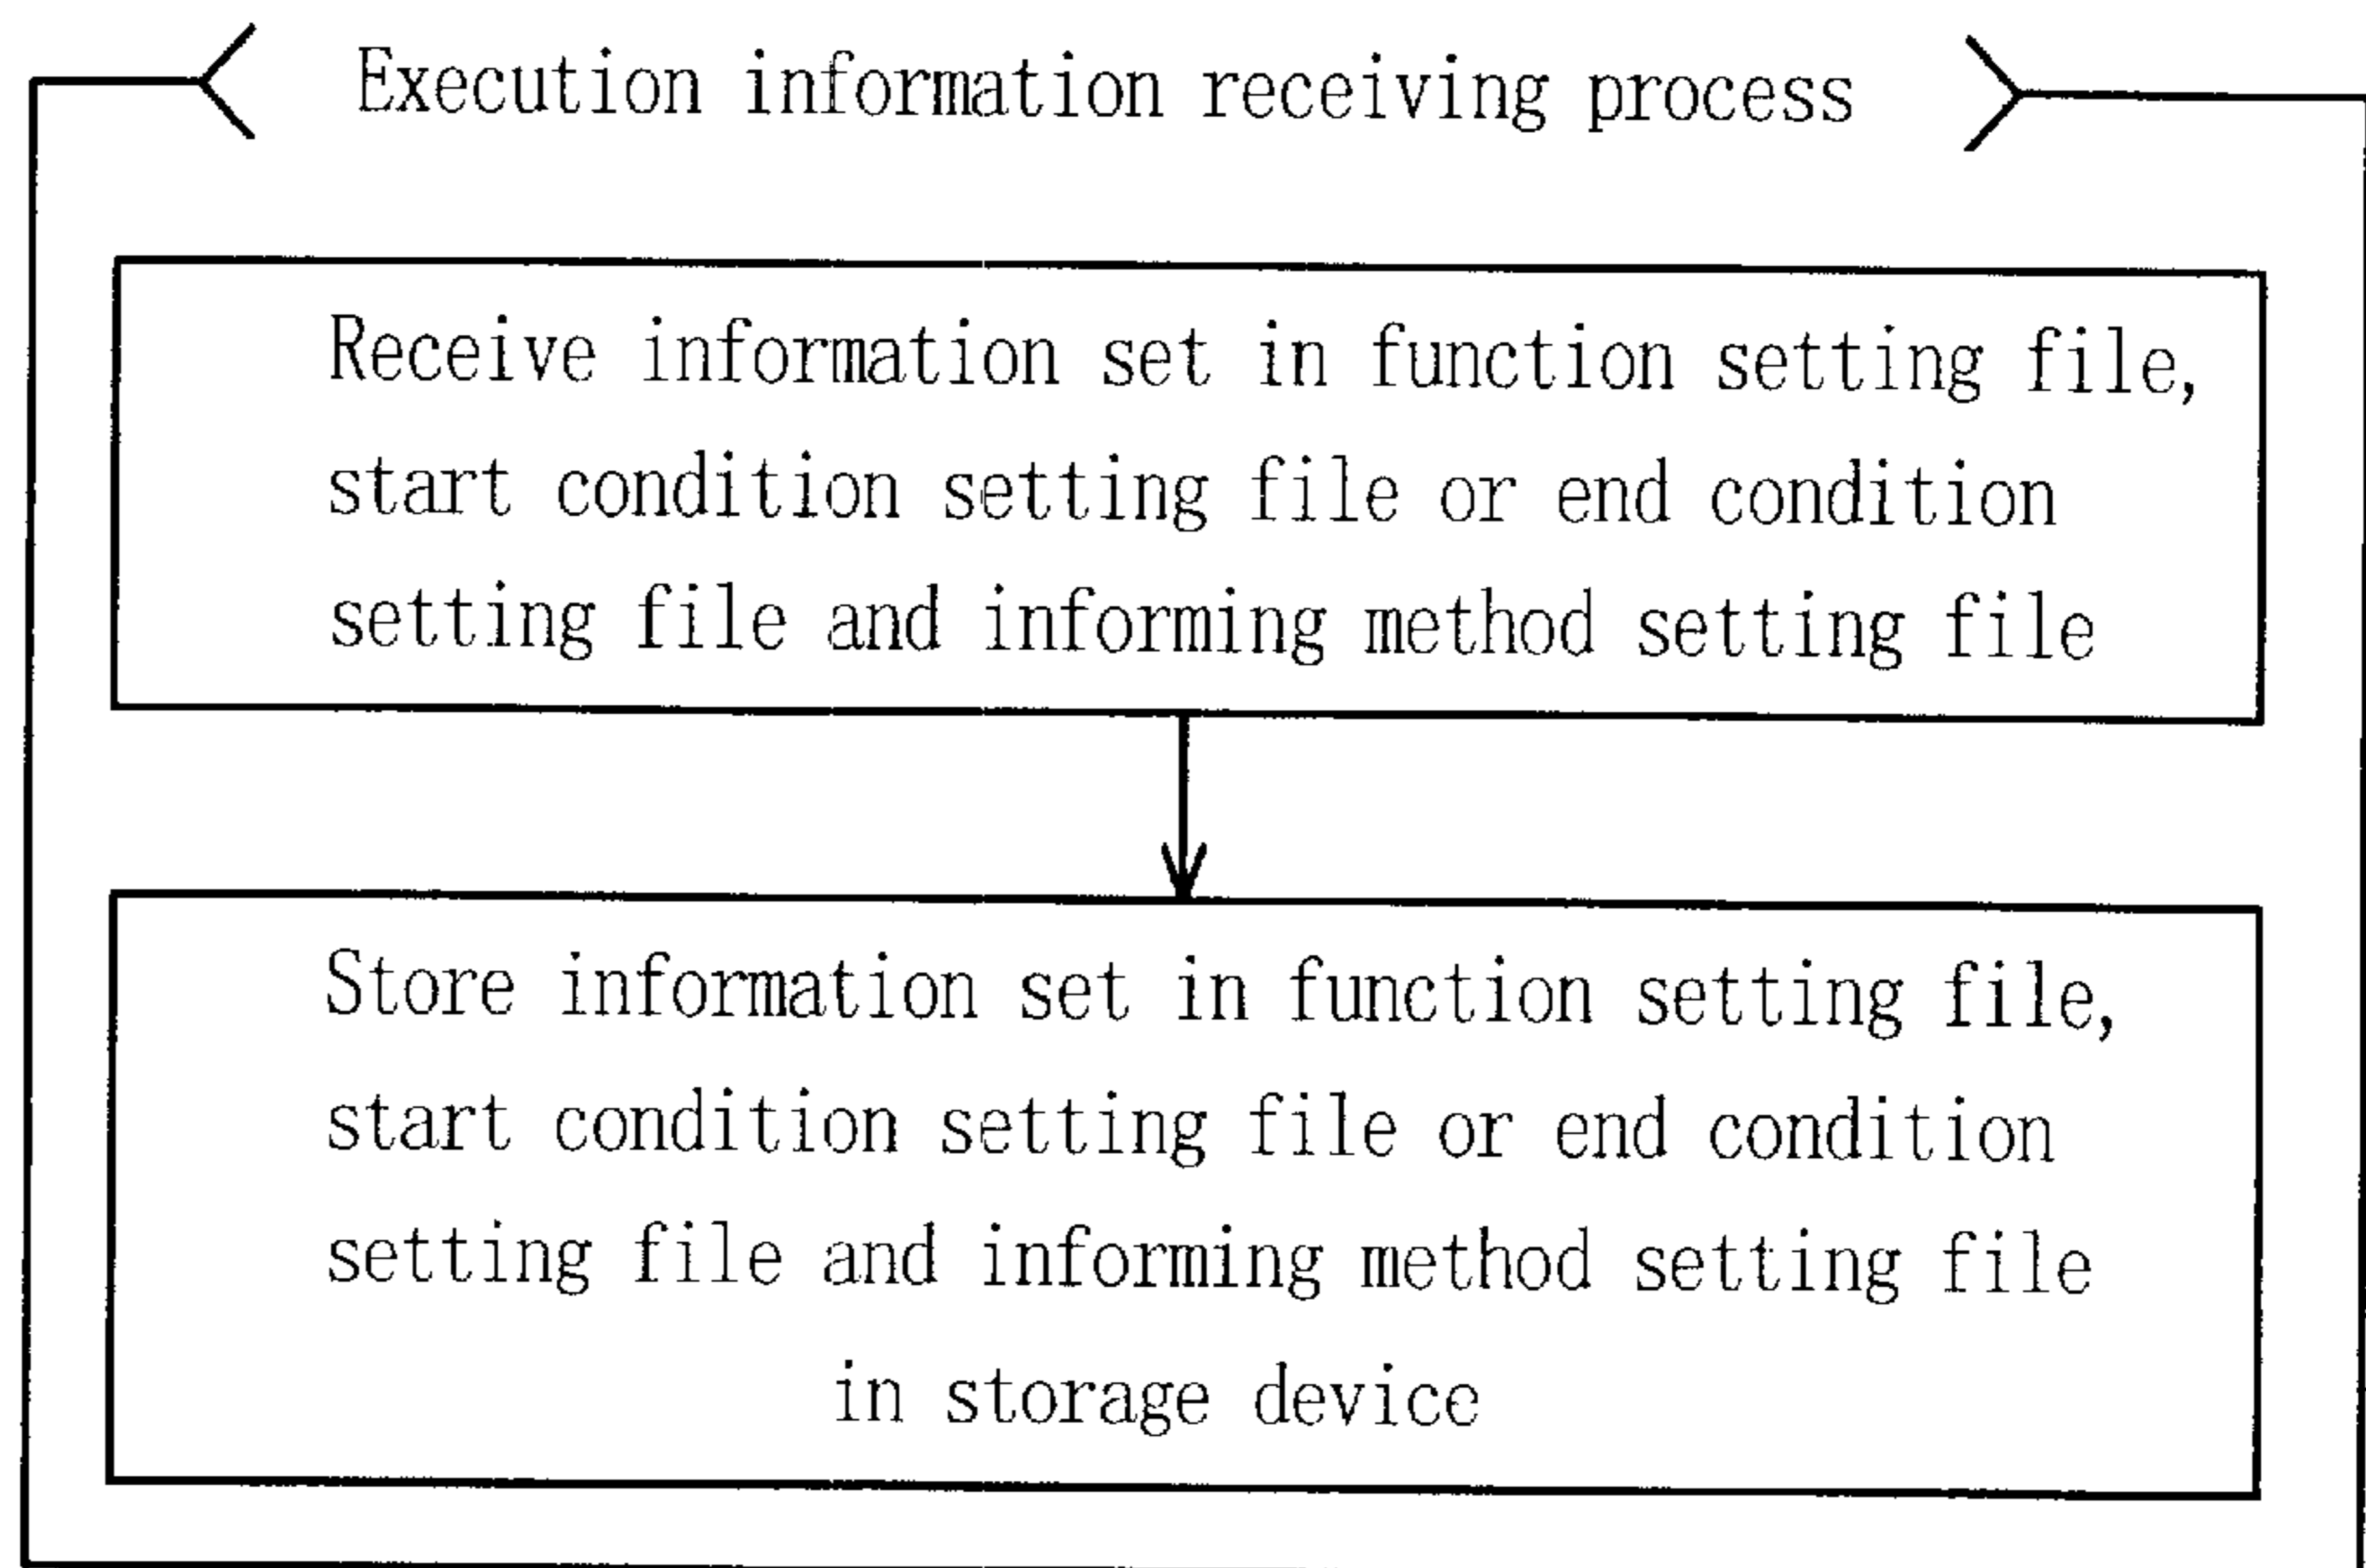 Execution information receiving process
Receive information set in function setting file,
start condition setting file or end condition
setting file and informing method setting file
Store information set in function setting file,
start condition setting file or end condition
setting file and informing method setting file
in storage device